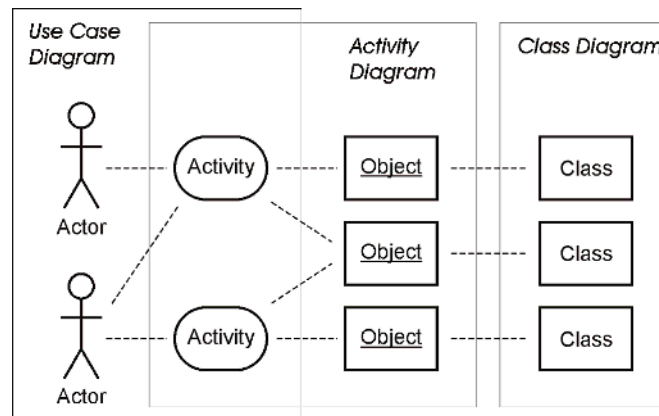 Use Case
Diagram
Activity
Diagram
Class Diagram
Activity
Object
Class
Actor
Object
Class
Activity
Object
Class
Actor